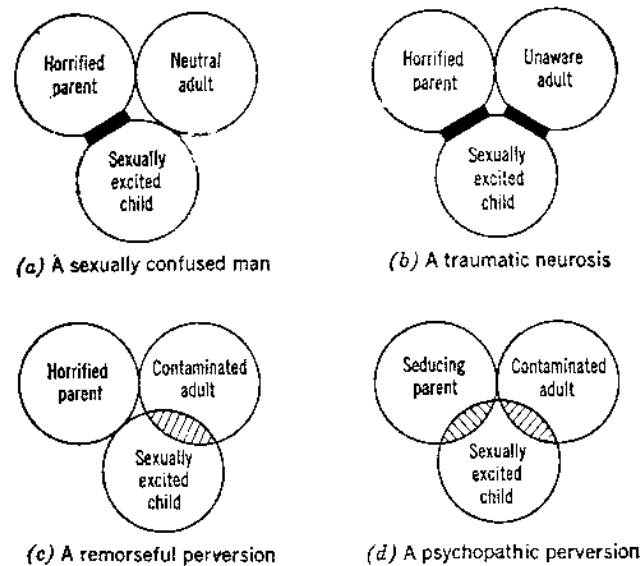 Horrified
parent
Neutral
adult
Sexually
excited
child
(a) A sexually confused man
Horrified
parent
Unaware
adult
Sexually
excited
child
(b) A traumatic neurosis
Horrified
parent
Contaminated
adult
Sexually
excited
child
(c) A remorseful perversion
Seducing
parent
Contaminated
adult
Sexually
excited
child
(d) A psychopathic perversion